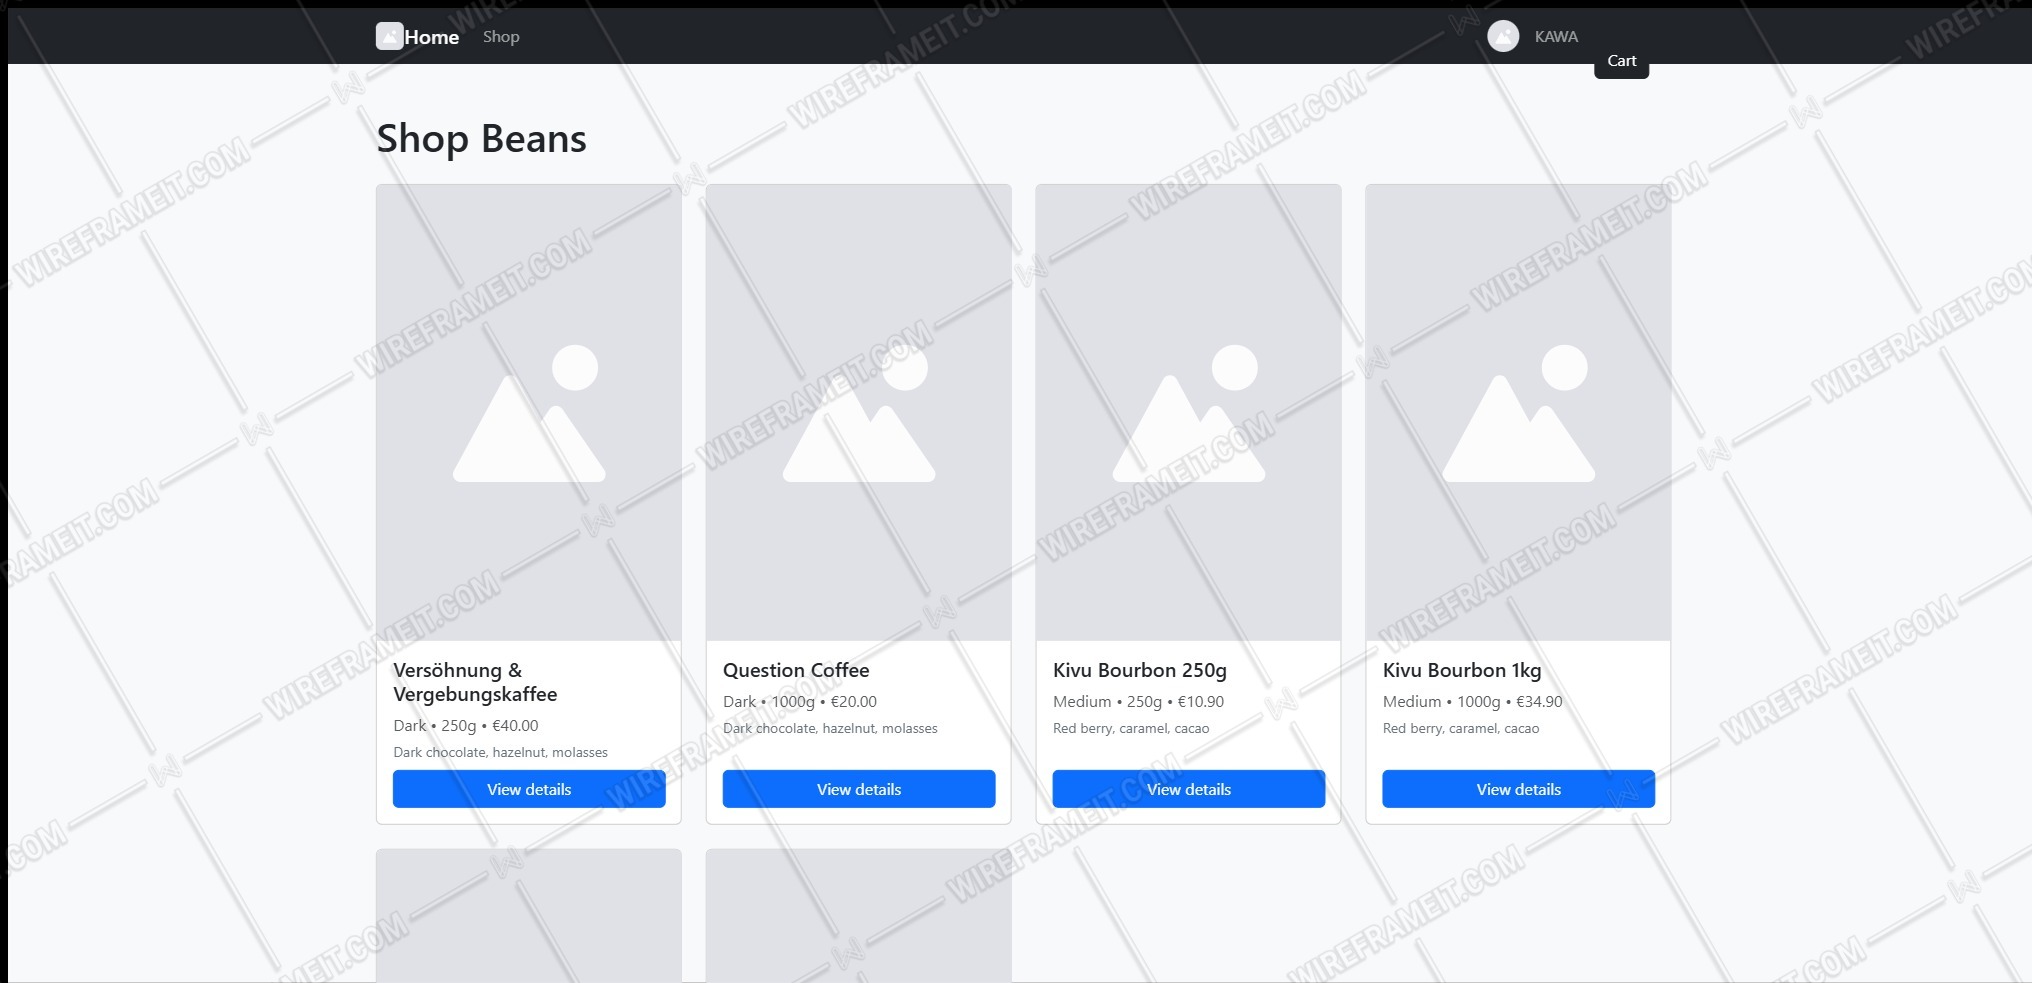 Home Shop KAWA
Cart
Shop Beans
Versöhnung &
Vergebungskaffee
Dark • 250g • €40.00
Dark chocolate, hazelnut, molasses
View details
Question Coffee
Dark • 1000g • €20.00
Dark chocolate, hazelnut, molasses
View details
Kivu Bourbon 250g
Medium • 250g • €10.90
Red berry, caramel, cacao
View details
Kivu Bourbon 1kg
Medium • 1000g • €34.90
Red berry, caramel, cacao
View details
WIREFRAMEIT.COM